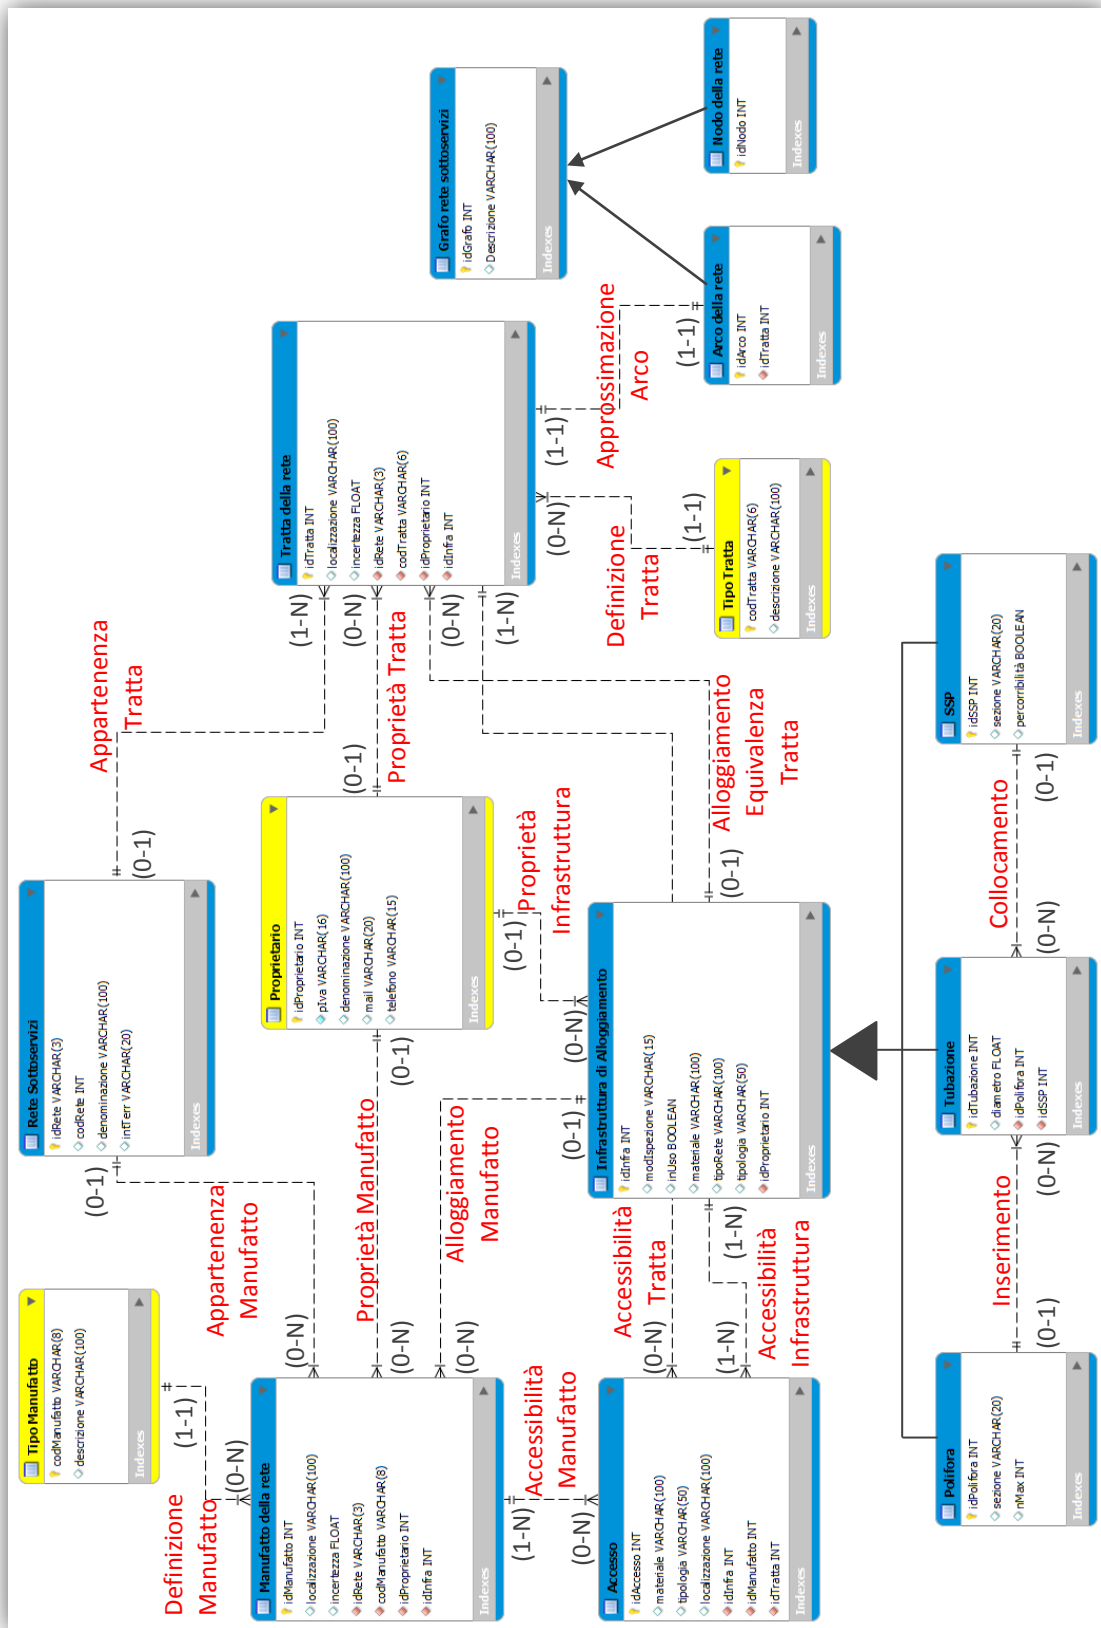 Tipo Manufatto
codManufatto VARCHAR(8)
descrizione VARCHAR(100)
Indexes
Rete Sottoservizi
idRete VARCHAR(3)
codRete INT
denominazione VARCHAR(100)
intTerr VARCHAR(20)
Indexes
Definizione
Manufatto
(1-1)
(0-N)
Appartenenza
Manufatto
(0-1)
(0-N)
Appartenenza
Tratta
(0-1)
(1-N)
Manufatto della rete
idManufatto INT
localizzazione VARCHAR(100)
incertezza FLOAT
idRete VARCHAR(3)
codManufatto VARCHAR(8)
idProprietario INT
idInfra INT
Indexes
Proprietario
idProprietario INT
pIva VARCHAR(16)
denominazione VARCHAR(100)
mail VARCHAR(20)
telefono VARCHAR(15)
Indexes
Tratta della rete
idTratta INT
localizzazione VARCHAR(100)
incertezza FLOAT
idRete VARCHAR(3)
codTratta VARCHAR(6)
idProprietario INT
idInfra INT
Indexes
Grafo rete sottoservizi
idGrafo INT
Descrizione VARCHAR(100)
Indexes
Proprietà Manufatto
(0-N)
(0-1)
Proprietà Tratta
(0-1)
(0-N)
Alloggiamento
Manufatto
(0-N)
(0-1)
Proprietà
Infrastruttura
(0-1)
(0-N)
(0-N)
(1-N)
Approssimazione
Arco
(1-1)
(1-1)
Accessibilità
Manufatto
(1-N)
(0-N)
Accesso
idAccesso INT
materiale VARCHAR(100)
tipologia VARCHAR(50)
localizzazione VARCHAR(100)
idInfra INT
idManufatto INT
idTratta INT
Indexes
Accessibilità
Tratta
(0-N)
Infrastruttura di Alloggiamento
idInfra INT
modIspezione VARCHAR(15)
inUso BOOLEAN
materiale VARCHAR(100)
tipoRete VARCHAR(100)
tipologia VARCHAR(50)
idProprietario INT
Indexes
Accessibilità
Infrastruttura
(1-N)
(1-N)
Alloggiamento
Equivalenza
Tratta
(0-1)
Definizione
Tratta
(0-N)
(1-1)
Tipo Tratta
codTratta VARCHAR(6)
descrizione VARCHAR(100)
Indexes
Arco della rete
idArco INT
idTratta INT
Indexes
Nodo della rete
idNodo INT
Indexes
Polifora
idPolifora INT
sezione VARCHAR(20)
nMax INT
Indexes
Inserimento
(0-1)
(0-N)
Tubazione
idTubazione INT
diametro FLOAT
idPolifora INT
idSSP INT
Indexes
Collocamento
(0-N)
(0-1)
SSP
idSSP INT
sezione VARCHAR(20)
percorribilità BOOLEAN
Indexes